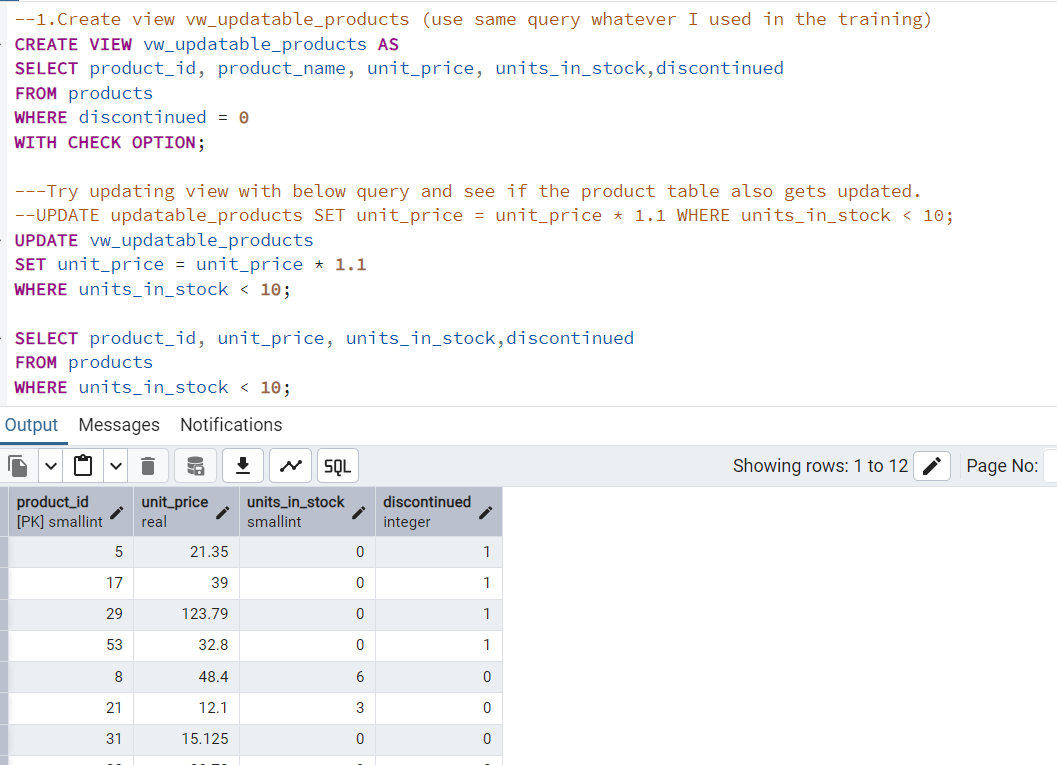 --1.Create view vw_updatable_products (use same query whatever I used in the training)
CREATE VIEW vw_updatable_products AS
SELECT product_id, product_name, unit_price, units_in_stock,discontinued
FROM products
WHERE discontinued = 0
WITH CHECK OPTION;
---Try updating view with below query and see if the product table also gets updated.
--UPDATE updatable_products SET unit_price = unit_price * 1.1 WHERE units_in_stock < 10;
UPDATE vw_updatable_products
SET unit_price = unit_price * 1.1
WHERE units_in_stock < 10;
SELECT product_id, unit_price, units_in_stock,discontinued
FROM products
WHERE units_in_stock < 10;
Output Messages Notifications
SQL Showing rows: 1 to 12 Page No:
product_id unit_price units_in_stock discontinued
[PK] smallint real smallint integer
5 21.35 0 1
17 39 0 1
29 123.79 0 1
53 32.8 0 1
8 48.4 6 0
21 12.1 3 0
31 15.125 0 0